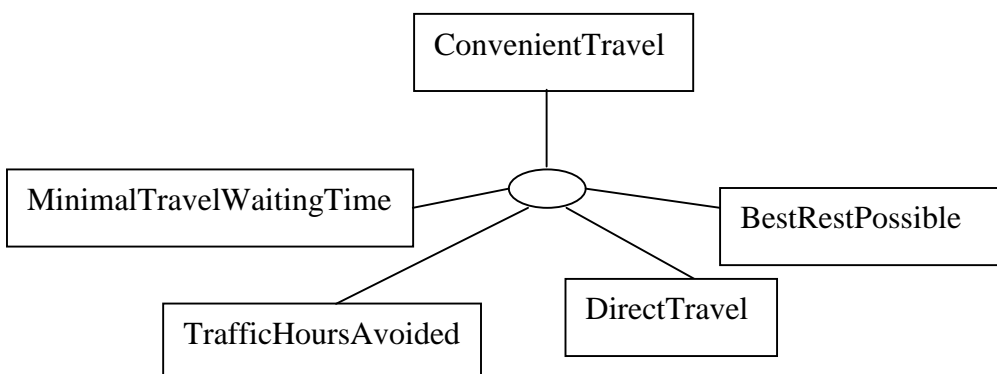 ConvenientTravel
MinimalTravelWaitingTime
BestRestPossible
DirectTravel
TrafficHoursAvoided